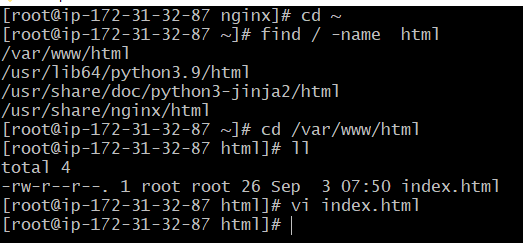 [root@ip-172-31-32-87 nginx]# cd ~
[root@ip-172-31-32-87 ~]# find / -name  html
/var/www/html
/usr/lib64/python3.9/html
/usr/share/doc/python3-jinja2/html
/usr/share/nginx/html
[root@ip-172-31-32-87 ~]# cd /var/www/html
[root@ip-172-31-32-87 html]# ll
total 4
-rw-r--r--. 1 root root 26 Sep  3 07:50 index.html
[root@ip-172-31-32-87 html]# vi index.html
[root@ip-172-31-32-87 html]#